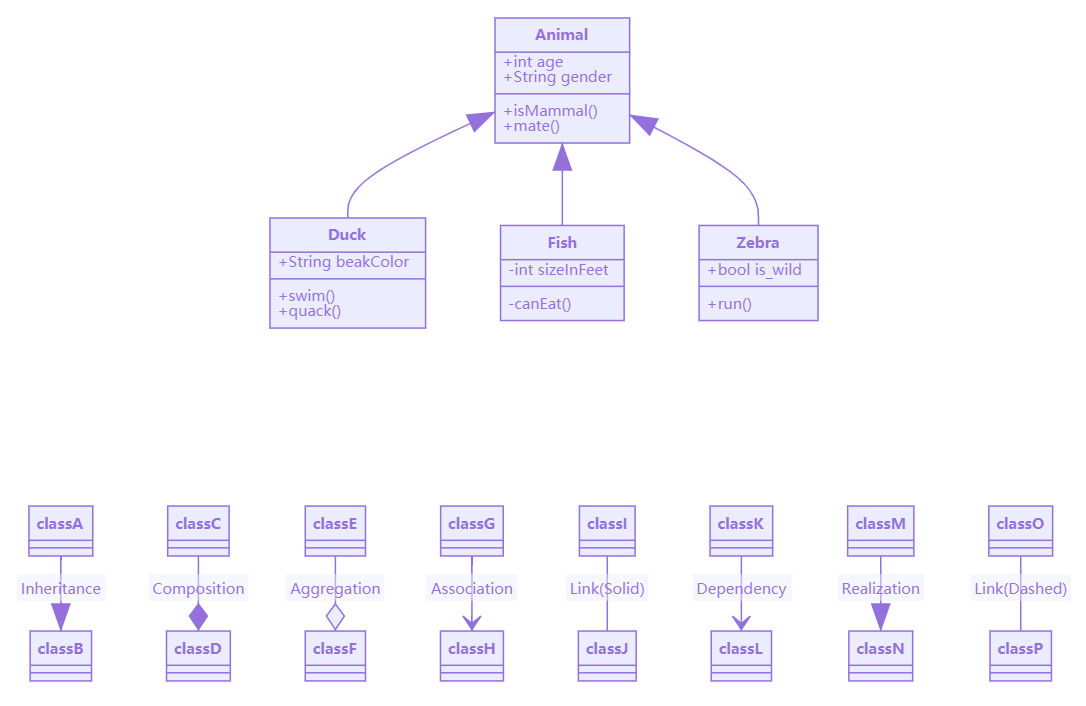 Animal
+int age
+String gender
+isMammal()
+mate()
Duck
+String beakColor
+swim()
+quack()
Fish
-int sizeInFeet
-canEat()
Zebra
+bool is_wild
+run()
classA
classC
classE
classG
classI
classK
classM
classO
Inheritance
Composition
Aggregation
Association
Link(Solid)
Dependency
Realization
Link(Dashed)
classB
classD
classF
classH
classJ
classL
classN
classP